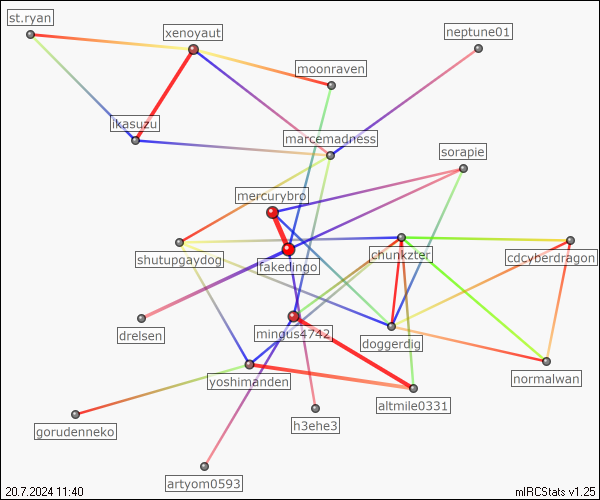 st.ryan
xenoyaut
neptune01
moonraven
ikasuzu
marcemadness
sorapie
mercurybro
shutupgaydog
fakedingo
chunkzter
cdcyberdragon
drelsen
mingus4742
doggerdig
yoshimanden
normalwan
altmile0331
gorudenneko
h3ehe3
artyom0593
20.7.2024 11:40
mIRCStats v1.25